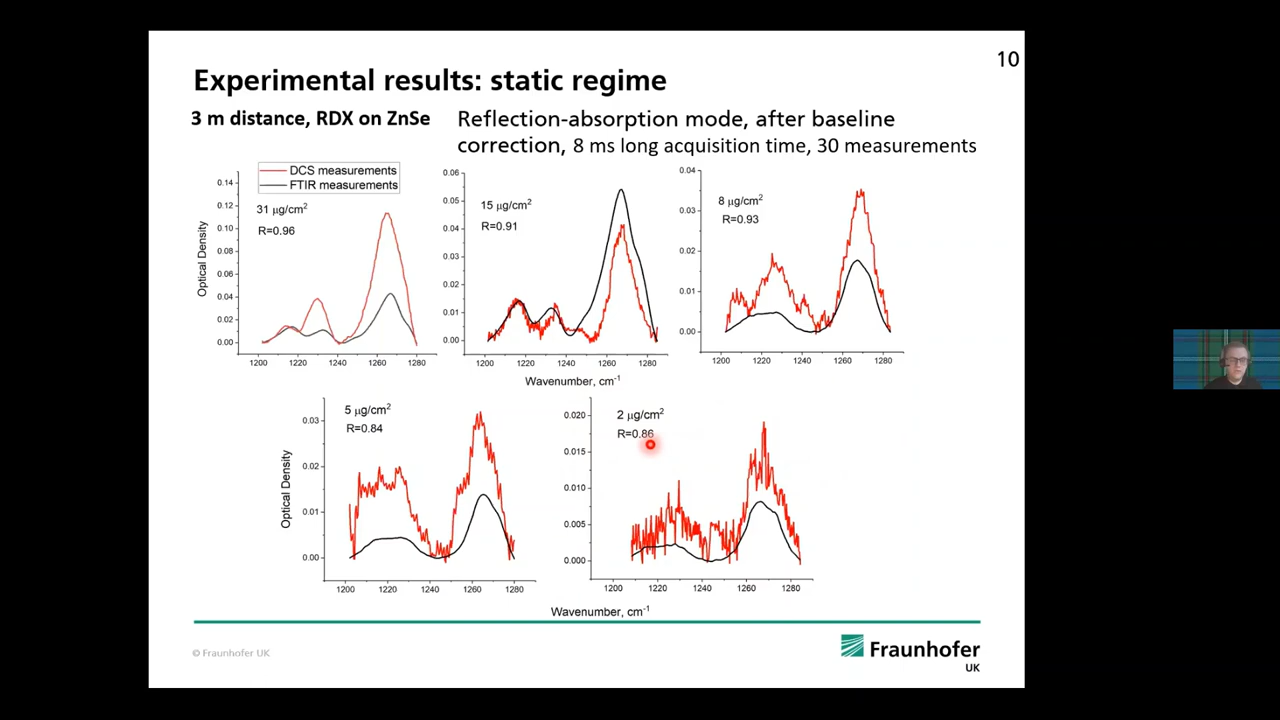 10
Experimental results: static regime
3 m distance, RDX on ZnSe
Reflection-absorption mode, after baseline
correction, 8 ms long acquisition time, 30 measurements
DCS measurements
FTIR measurements
31 µg/cm²
R=0.96
Optical Density
0.14
0.12
0.10
0.08
0.06
0.04
0.02
0.00
1200 1220 1240 1260 1280
15 µg/cm²
R=0.91
0.06
0.05
0.04
0.03
0.02
0.01
0.00
1200 1220 1240 1260 1280
Wavenumber, cm⁻¹
8 µg/cm²
R=0.93
0.04
0.03
0.02
0.01
0.00
1200 1220 1240 1260 1280
5 µg/cm²
R=0.84
Optical Density
0.03
0.02
0.01
0.00
1200 1220 1240 1260 1280
2 µg/cm²
R=0.86
0.020
0.015
0.010
0.005
0.000
1200 1220 1240 1260 1280
Wavenumber, cm⁻¹
© Fraunhofer UK
Fraunhofer
UK